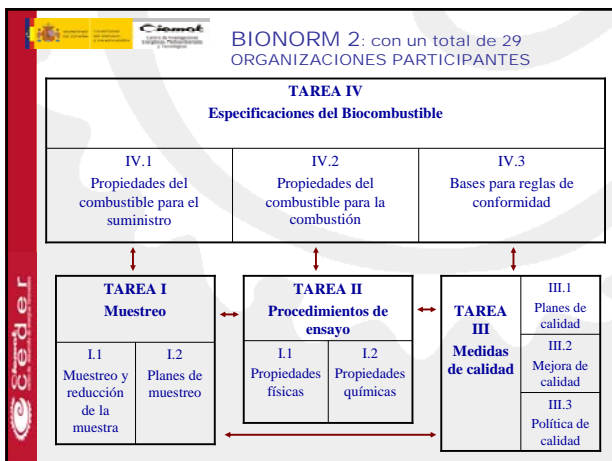 Ciemat
BIONORM 2: con un total de 29
ORGANIZACIONES PARTICIPANTES
TAREA IV
Especificaciones del Biocombustible
IV.1
Propiedades del
combustible para el
suministro
IV.2
Propiedades del
combustible para la
combustión
IV.3
Bases para reglas de
conformidad
TAREA I
Muestreo
I.1
Muestreo y
reducción
de la
muestra
I.2
Planes de
muestreo
TAREA II
Procedimientos de
ensayo
I.1
Propiedades
físicas
I.2
Propiedades
químicas
TAREA
III
Medidas
de calidad
III.1
Planes de
calidad
III.2
Mejora de
calidad
III.3
Política de
calidad
Ceder